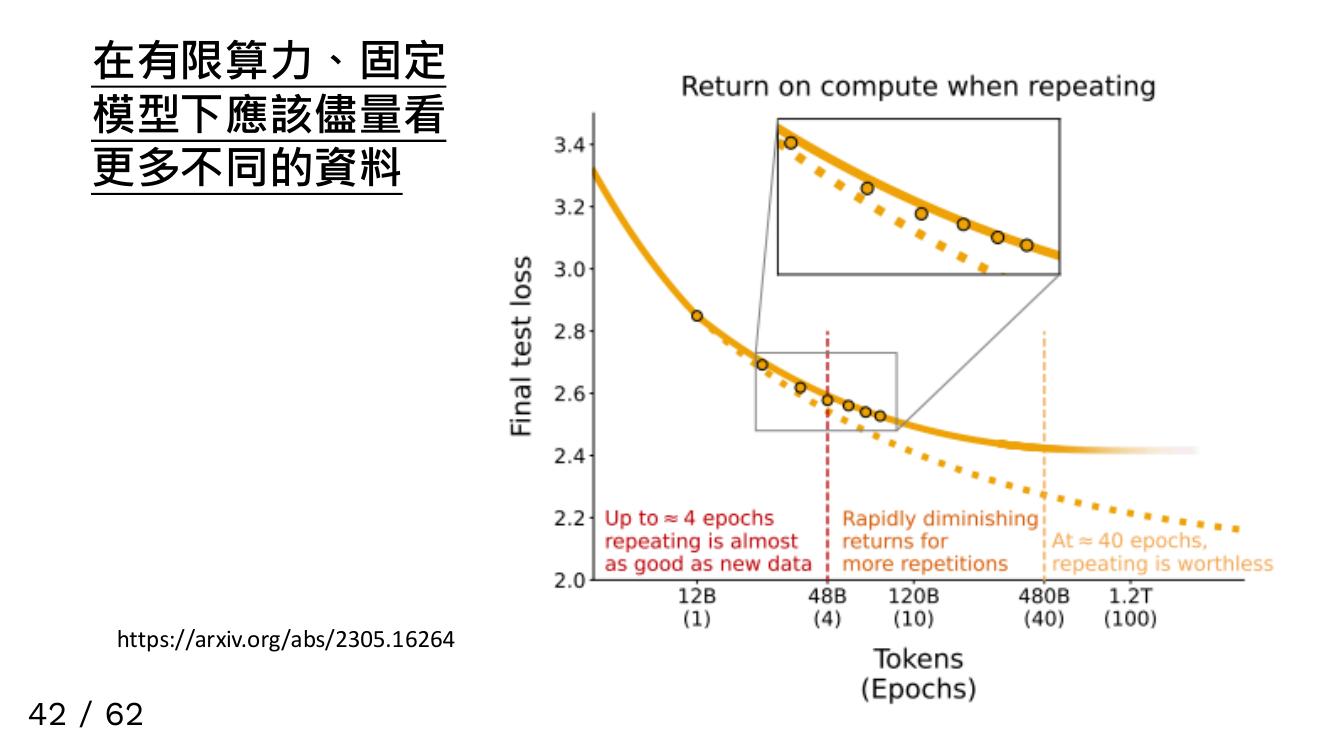 在有限算力、固定
模型下應該儘量看
更多不同的資料
Return on compute when repeating
Final test loss
3.4
3.2
3.0
2.8
2.6
2.4
2.2
2.0
Up to ≈ 4 epochs
repeating is almost
as good as new data
Rapidly diminishing
returns for
more repetitions
At ≈ 40 epochs,
repeating is worthless
12B 48B 120B 480B 1.2T
(1) (4) (10) (40) (100)
Tokens
(Epochs)
https://arxiv.org/abs/2305.16264
42 / 62